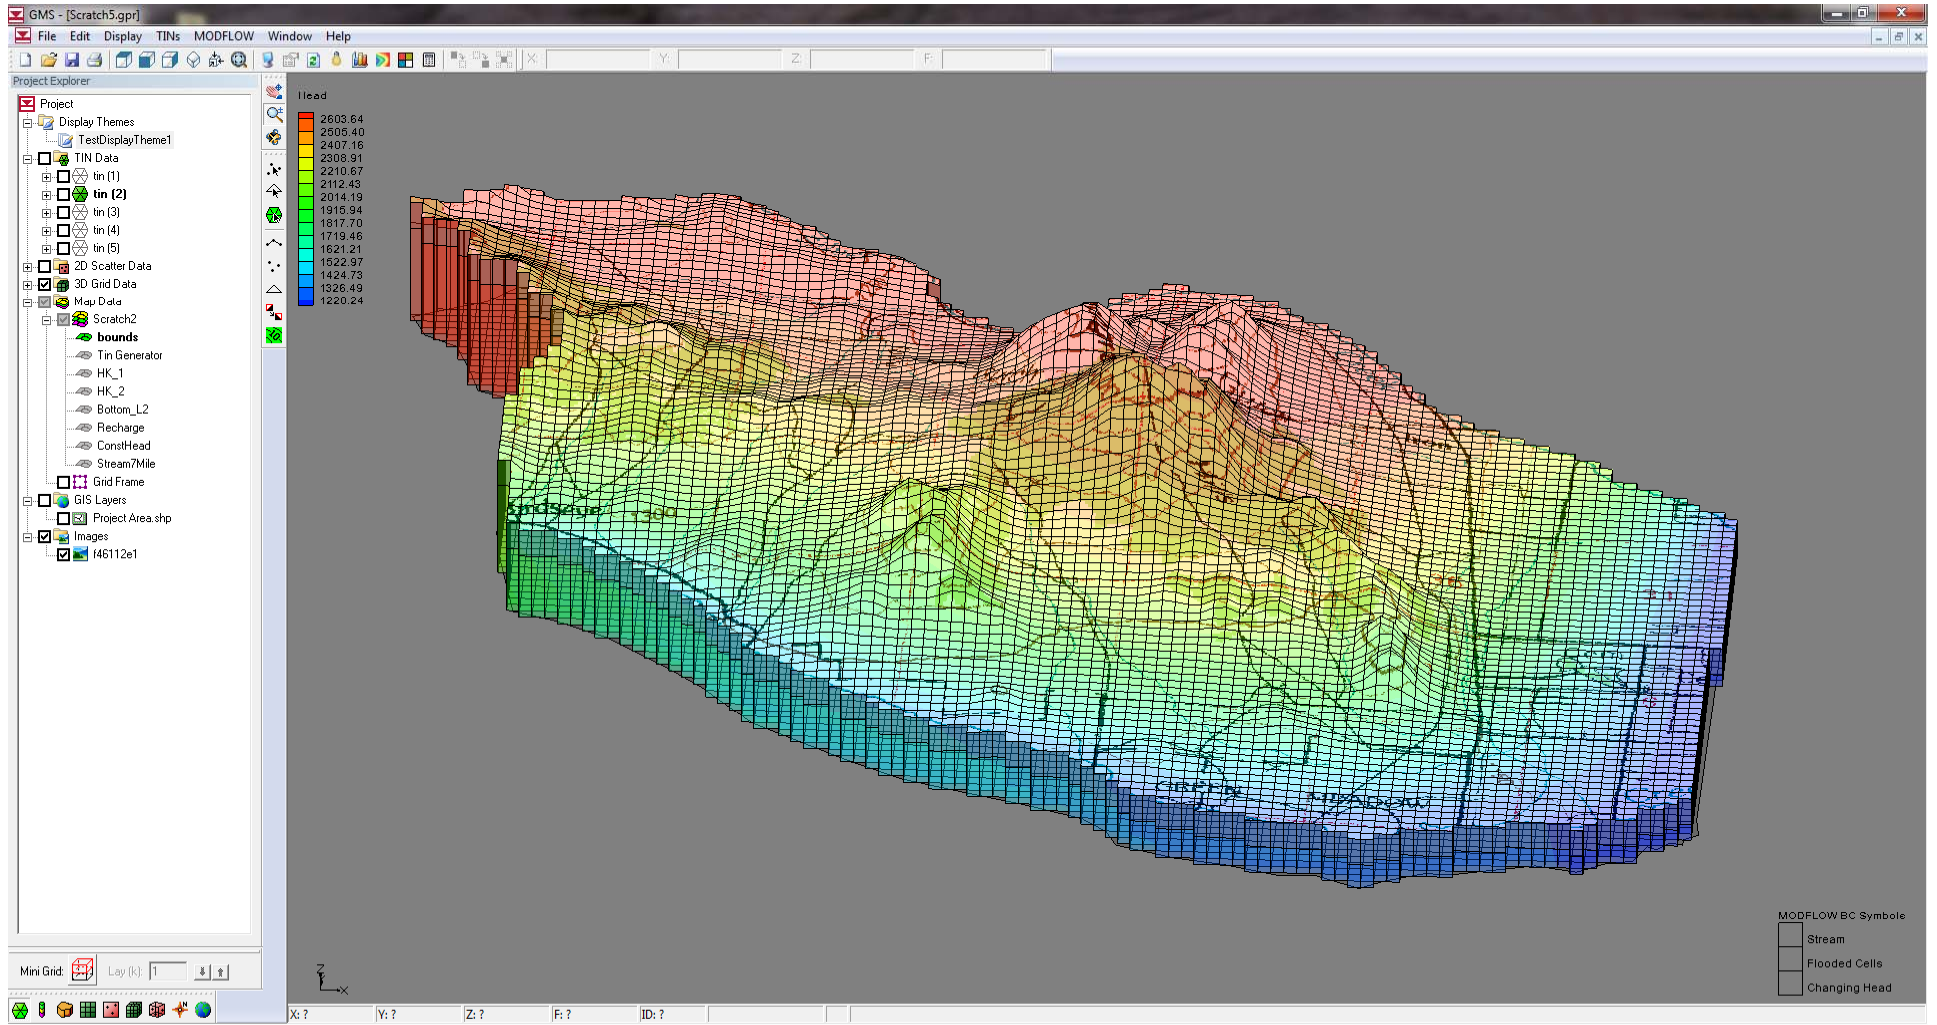 GMS - [Scratch5.gpr]
File Edit Display TINs MODFLOW Window Help
X: Y: Z: F:
Project Explorer
Project
Display Themes
TestDisplayTheme1
TIN Data
tin (1)
tin (2)
tin (3)
tin (4)
tin (5)
2D Scatter Data
3D Grid Data
Map Data
Scratch2
bounds
Tin Generator
HK_1
HK_2
Bottom_L2
Recharge
ConstHead
Stream7Mile
Grid Frame
GIS Layers
Project Area.shp
Images
f46112e1
Mini Grid: Lay (k): 1
Head
2603.64
2505.40
2407.16
2308.91
2210.67
2112.43
2014.19
1915.94
1817.70
1719.46
1621.21
1522.97
1424.73
1326.49
1220.24
Birdseye
1300
GREEN MEADOW
Z
X
MODFLOW BC Symbols
Stream
Flooded Cells
Changing Head
X: ? Y: ? Z: ? F: ? ID: ?